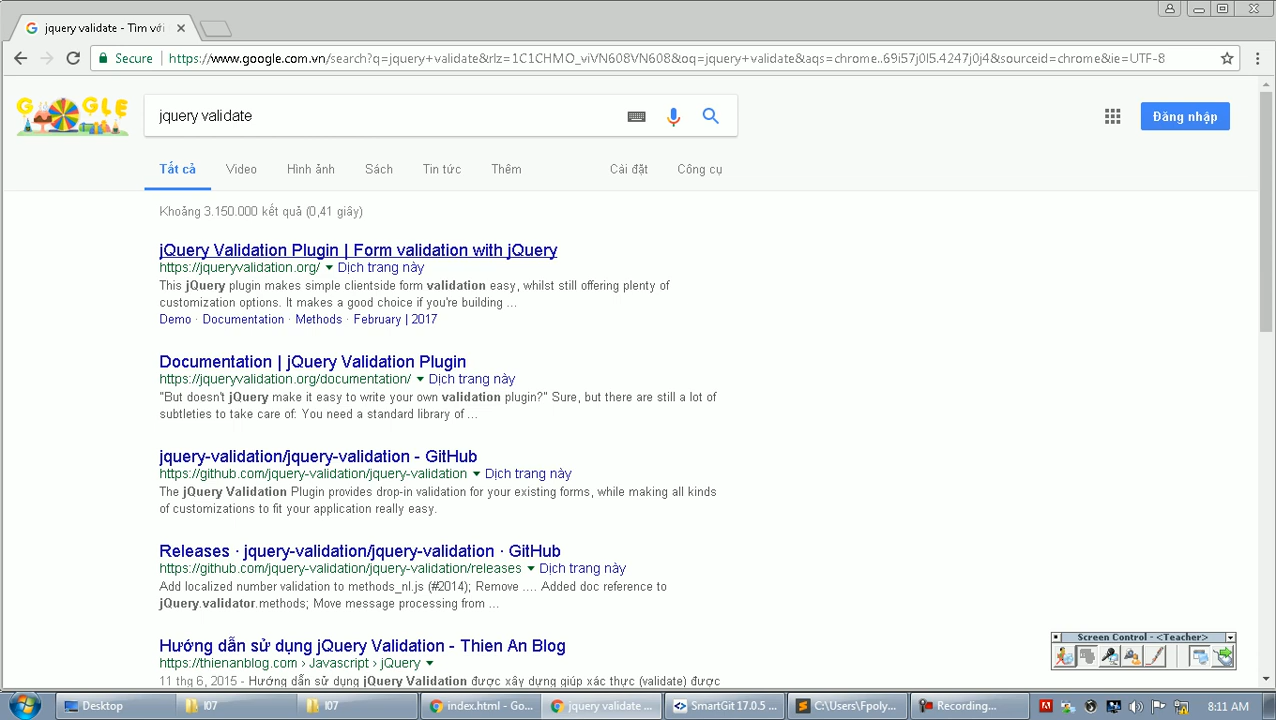 jquery validate - Tìm với
Secure
https://www.google.com.vn/search?q=jquery+validate&rlz=1C1CHMO_viVN608VN608&oq=jquery+validate&aqs=chrome..69i57j0l5.4247j0j4&sourceid=chrome&ie=UTF-8
GOOGLE
jquery validate
Đăng nhập
Tất cả Video Hình ảnh Sách Tin tức Thêm Cài đặt Công cụ
Khoảng 3.150.000 kết quả (0,41 giây)
jQuery Validation Plugin | Form validation with jQuery
https://jqueryvalidation.org/ Dịch trang này
This jQuery plugin makes simple clientside form validation easy, whilst still offering plenty of
customization options. It makes a good choice if you're building ...
Demo · Documentation · Methods · February | 2017
Documentation | jQuery Validation Plugin
https://jqueryvalidation.org/documentation/ Dịch trang này
"But doesn't jQuery make it easy to write your own validation plugin?" Sure, but there are still a lot of
subtleties to take care of: You need a standard library of ...
jquery-validation/jquery-validation - GitHub
https://github.com/jquery-validation/jquery-validation Dịch trang này
The jQuery Validation Plugin provides drop-in validation for your existing forms, while making all kinds
of customizations to fit your application really easy.
Releases · jquery-validation/jquery-validation · GitHub
https://github.com/jquery-validation/jquery-validation/releases Dịch trang này
Add localized number validation to methods_nl.js (#2014); Remove .... Added doc reference to
jQuery.validator.methods; Move message processing from ...
Hướng dẫn sử dụng jQuery Validation - Thien An Blog
https://thienanblog.com › Javascript › jQuery
11 thg 6, 2015 - Hướng dẫn sử dụng jQuery Validation được xây dựng giúp xác thực (validate) được
Screen Control - <Teacher>
Desktop I07 I07 index.html - Go... jquery validate ... SmartGit 17.0.5 ... C:\Users\Fpoly... Recording... 8:11 AM